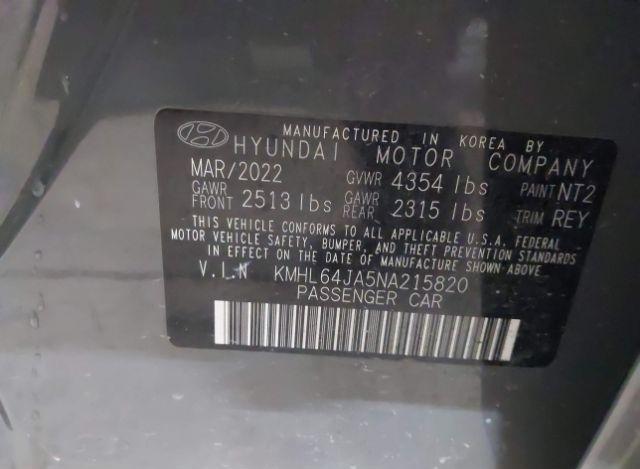 MANUFACTURED IN KOREA BY
HYUNDAI MOTOR COMPANY
MAR/2022 GVWR 4354 lbs PAINT NT2
GAWR FRONT 2513 lbs GAWR REAR 2315 lbs TRIM REY
THIS VEHICLE CONFORMS TO ALL APPLICABLE U.S.A. FEDERAL
MOTOR VEHICLE SAFETY, BUMPER, AND THEFT PREVENTION STANDARDS
IN EFFECT ON THE DATE OF MANUFACTURE SHOWN ABOVE
V.I.N KMHL64JA5NA215820
PASSENGER CAR